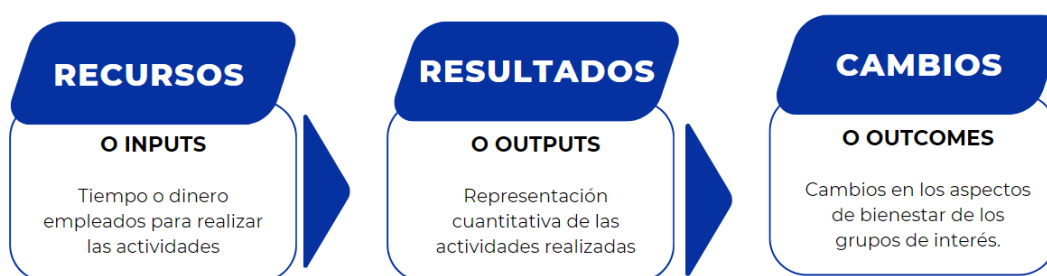 RECURSOS
O INPUTS
Tiempo o dinero
empleados para realizar
las actividades
RESULTADOS
O OUTPUTS
Representación
cuantitativa de las
actividades realizadas
CAMBIOS
O OUTCOMES
Cambios en los aspectos
de bienestar de los
grupos de interés.